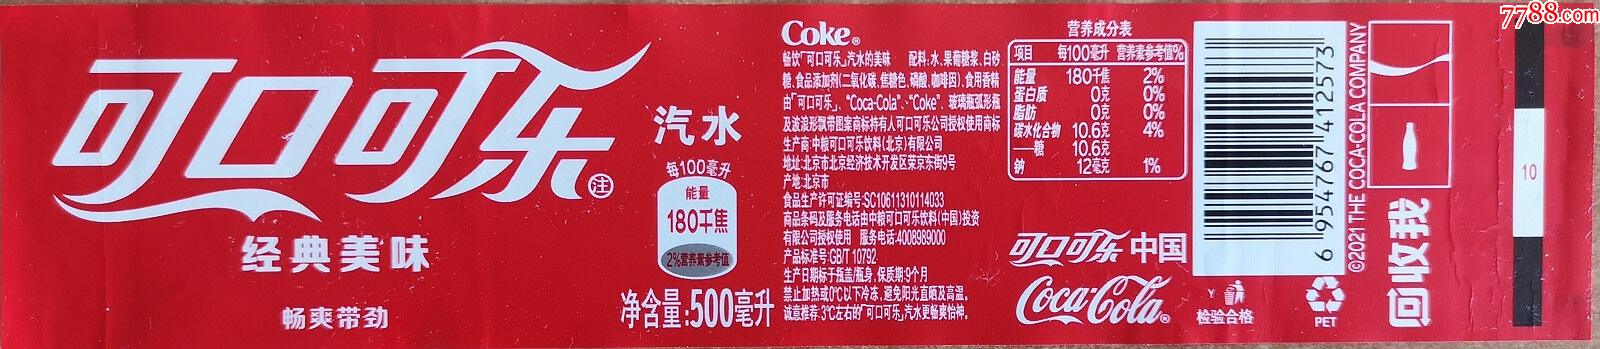 可口可乐
注
经典美味
畅爽带劲
汽水
每100毫升
能量
180千焦
2%营养素参考值
净含量:500毫升
Coke®
畅饮「可口可乐」汽水的美味 配料:水、果葡糖浆、白砂
糖、食品添加剂(二氧化碳、焦糖色、磷酸、咖啡因)、食用香精
由「可口可乐」、“Coca-Cola”、“Coke”、玻璃瓶弧形瓶
及波浪形飘带图案商标持有人可口可乐公司授权使用商标
生产商:中粮可口可乐饮料(北京)有限公司
地址:北京市北京经济技术开发区荣京东街9号
产地:北京市
食品生产许可证编号:SC10611310114033
商品条码及服务电话由中粮可口可乐饮料(中国)投资
有限公司授权使用 服务电话:4008989000
产品标准号:GB/T 10792
生产日期标于瓶盖/瓶身,保质期:9个月
禁止加热或0℃以下冷冻,避免阳光直晒及高温。
诚意推荐:3℃左右的「可口可乐」汽水更畅爽怡神。
营养成分表
项目 每100毫升 营养素参考值%
能量 180千焦 2%
蛋白质 0克 0%
脂肪 0克 0%
碳水化合物 10.6克 4%
——糖 10.6克
钠 12毫克 1%
可口可乐 中国
Coca-Cola®
6 954767 412573
检验合格
PET
©2021 THE COCA-COLA COMPANY
回收我
10
7788.com